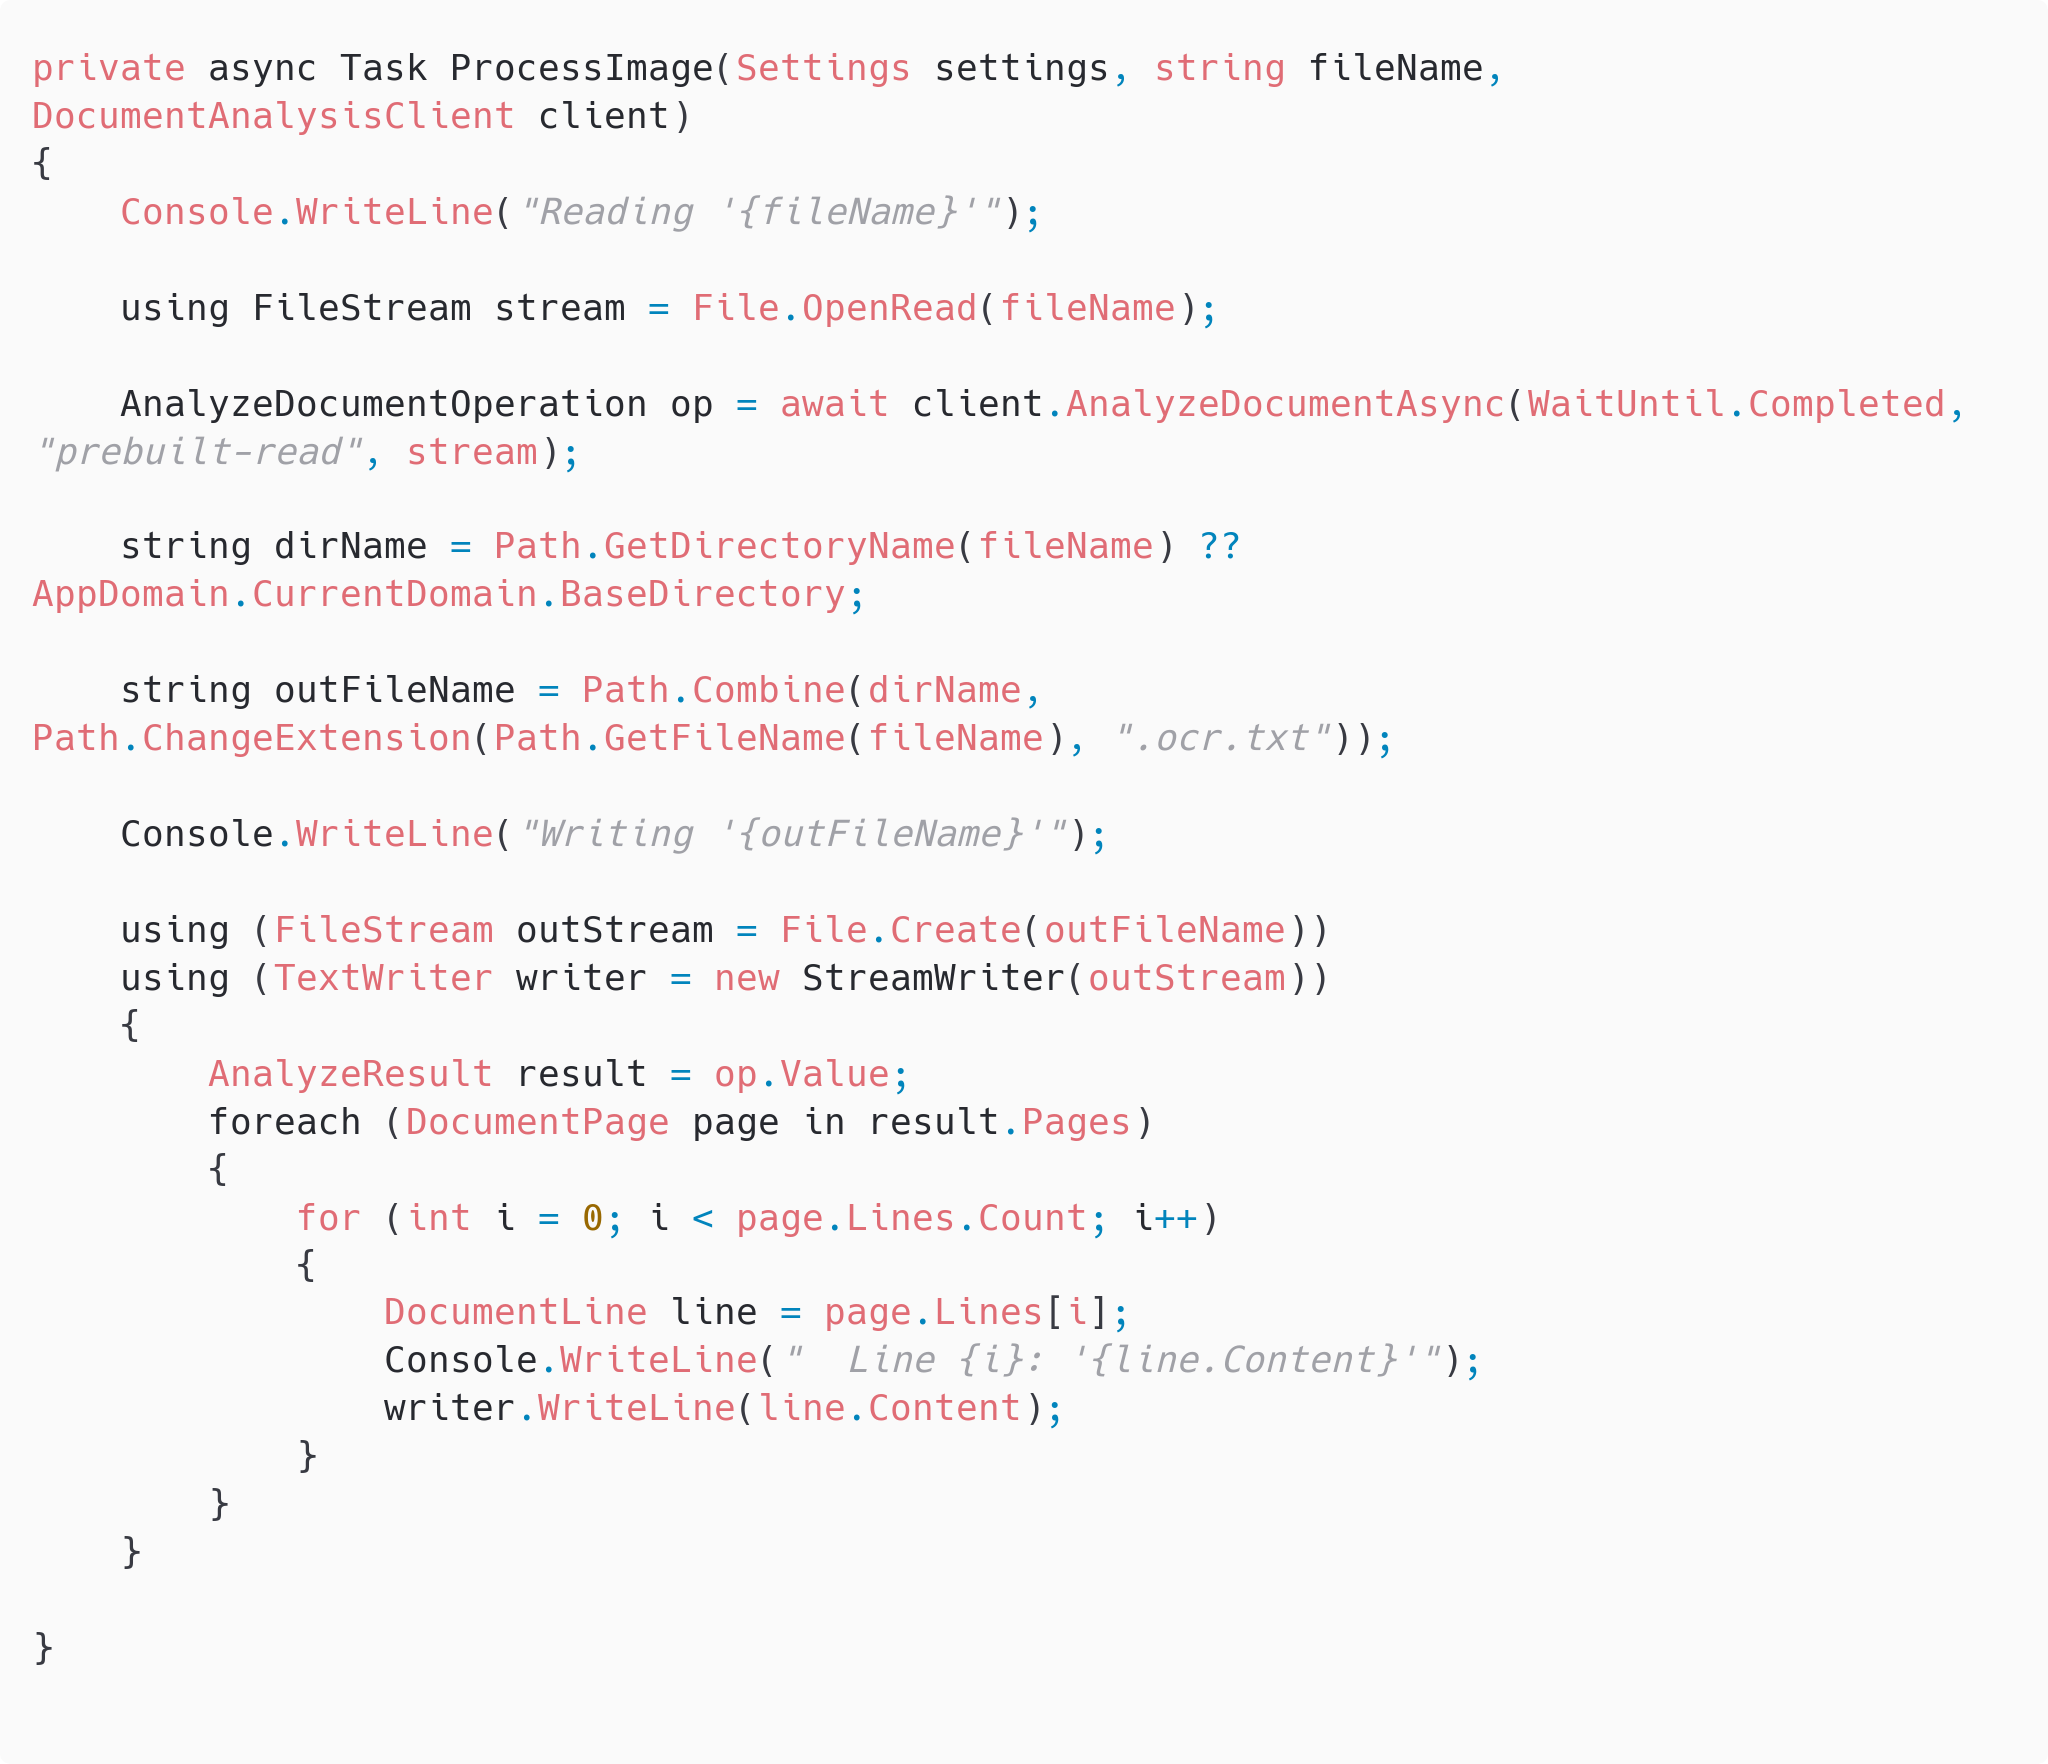 private async Task ProcessImage(Settings settings, string fileName,
DocumentAnalysisClient client)
{
    Console.WriteLine("Reading '{fileName}'");

    using FileStream stream = File.OpenRead(fileName);

    AnalyzeDocumentOperation op = await client.AnalyzeDocumentAsync(WaitUntil.Completed,
"prebuilt-read", stream);

    string dirName = Path.GetDirectoryName(fileName) ??
AppDomain.CurrentDomain.BaseDirectory;

    string outFileName = Path.Combine(dirName,
Path.ChangeExtension(Path.GetFileName(fileName), ".ocr.txt"));

    Console.WriteLine("Writing '{outFileName}'");

    using (FileStream outStream = File.Create(outFileName))
    using (TextWriter writer = new StreamWriter(outStream))
    {
        AnalyzeResult result = op.Value;
        foreach (DocumentPage page in result.Pages)
        {
            for (int i = 0; i < page.Lines.Count; i++)
            {
                DocumentLine line = page.Lines[i];
                Console.WriteLine("  Line {i}: '{line.Content}'");
                writer.WriteLine(line.Content);
            }
        }
    }

}